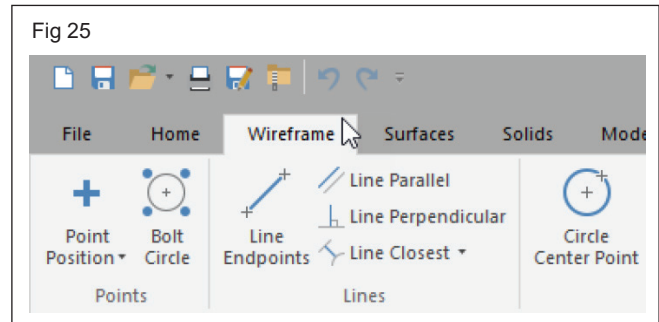 Fig 25
File Home Wireframe Surfaces Solids Mode
Point Position Bolt Circle Line Endpoints Line Parallel
Line Perpendicular
Line Closest
Circle Center Point
Points Lines